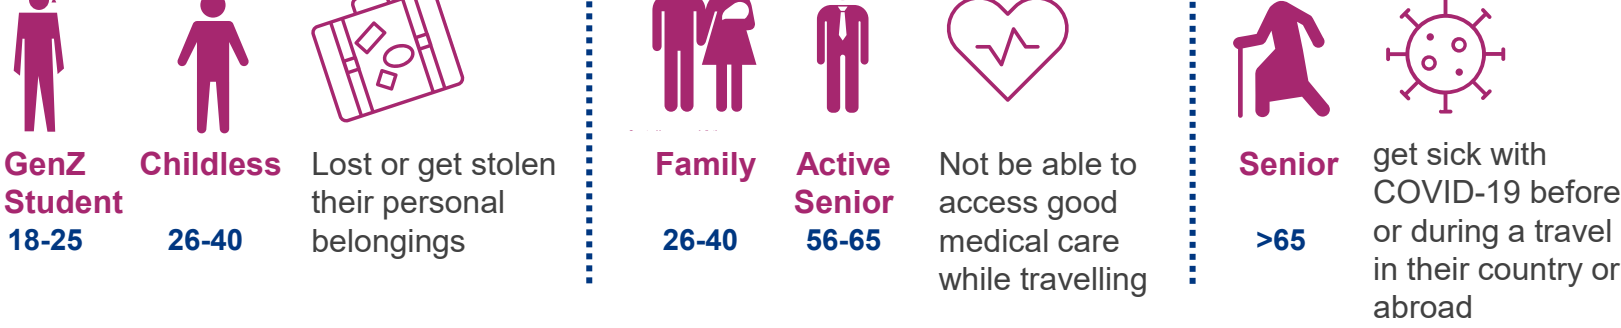 GenZ
Student
18-25
Childless
26-40
Lost or get stolen
their personal
belongings
Family
26-40
Active
Senior
56-65
Not be able to
access good
medical care
while travelling
Senior
>65
get sick with
COVID-19 before
or during a travel
in their country or
abroad